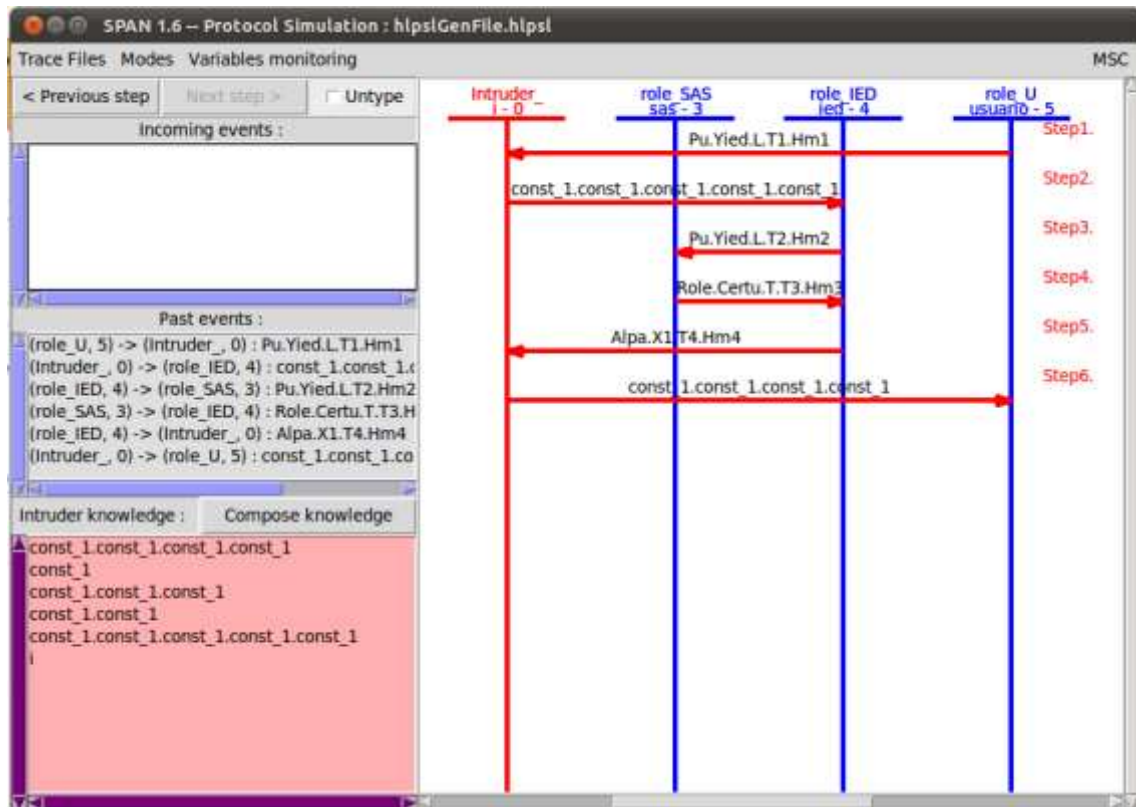 SPAN 1.6 – Protocol Simulation : hlpslGenFile.hlpsl
Trace Files Modes Variables monitoring MSC
< Previous step Next step > Untype
Incoming events :
Past events :
(role_U, 5) -> (Intruder_, 0) : Pu.Yied.L.T1.Hm1
(Intruder_, 0) -> (role_IED, 4) : const_1.const_1.c
(role_IED, 4) -> (role_SAS, 3) : Pu.Yied.L.T2.Hm2
(role_SAS, 3) -> (role_IED, 4) : Role.Certu.T.T3.H
(role_IED, 4) -> (Intruder_, 0) : Alpa.X1.T4.Hm4
(Intruder_, 0) -> (role_U, 5) : const_1.const_1.co
Intruder knowledge : Compose knowledge
const_1.const_1.const_1.const_1
const_1
const_1.const_1.const_1
const_1.const_1
const_1.const_1.const_1.const_1.const_1
i
Intruder_ role_SAS role_IED role_U
i - 0 sas - 3 ied - 4 usuario - 5
Step1.
Pu.Yied.L.T1.Hm1
Step2.
const_1.const_1.const_1.const_1.const_1
Step3.
Pu.Yied.L.T2.Hm2
Step4.
Role.Certu.T.T3.Hm3
Step5.
Alpa.X1.T4.Hm4
Step6.
const_1.const_1.const_1.const_1